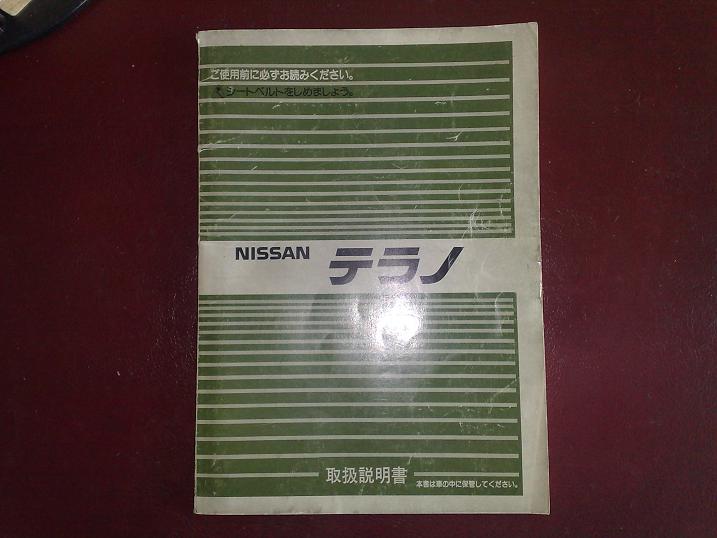 ご使用前に必ずお読みください。
シートベルトをしめましょう。
NISSAN テラノ
取扱説明書
本書は車の中に保管してください。